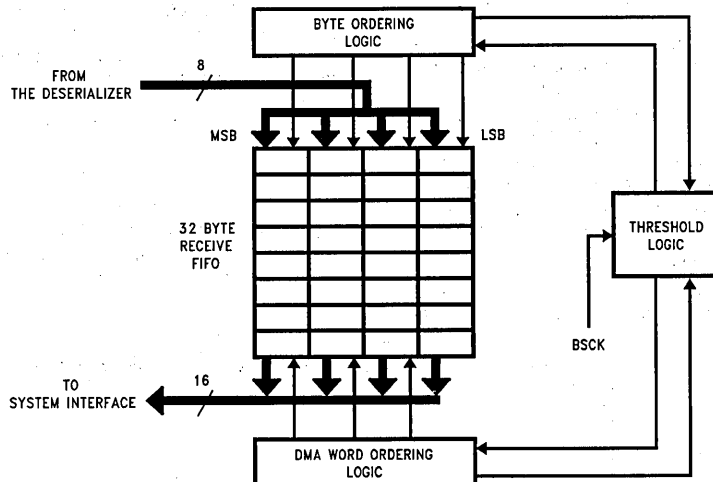 BYTE ORDERING
LOGIC
8
FROM
THE DESERIALIZER
MSB
LSB
32 BYTE
RECEIVE
FIFO
THRESHOLD
LOGIC
BSCK
16
TO
SYSTEM INTERFACE
DMA WORD ORDERING
LOGIC